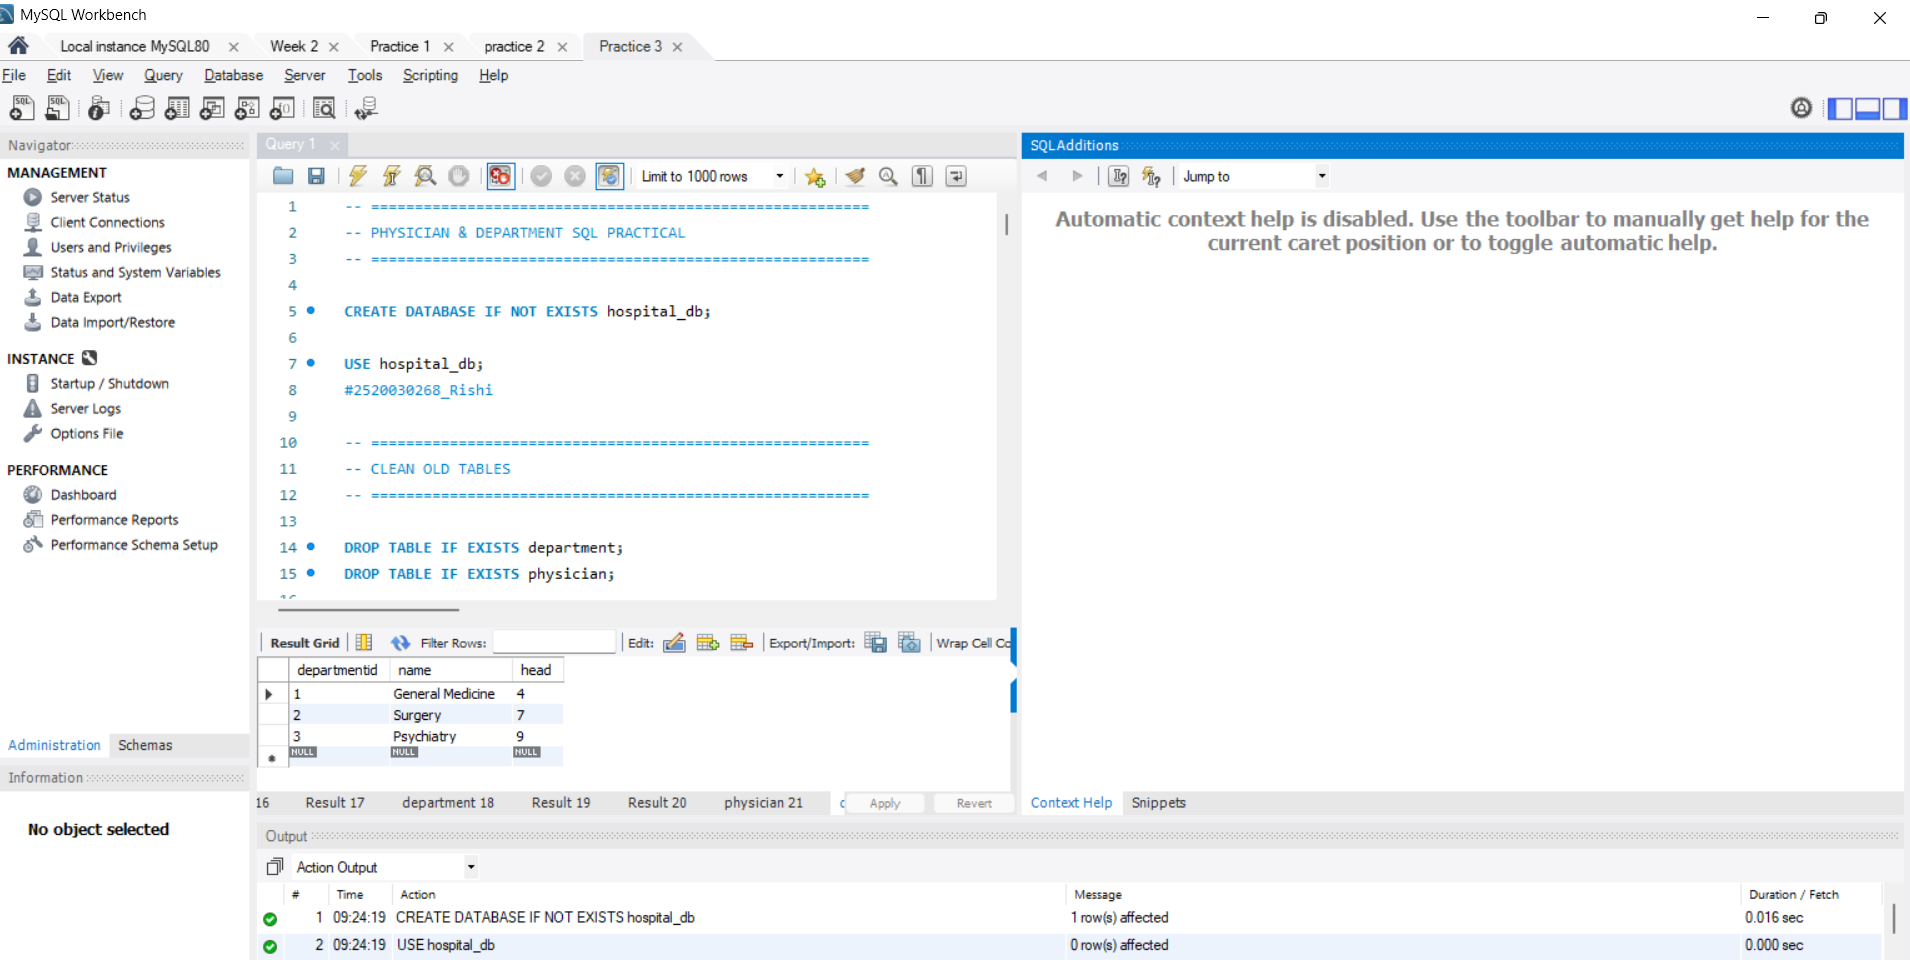 MySQL Workbench
Local instance MySQL80 Week 2 Practice 1 practice 2 Practice 3
File Edit View Query Database Server Tools Scripting Help
Navigator
MANAGEMENT
Server Status
Client Connections
Users and Privileges
Status and System Variables
Data Export
Data Import/Restore
INSTANCE
Startup / Shutdown
Server Logs
Options File
PERFORMANCE
Dashboard
Performance Reports
Performance Schema Setup
Administration Schemas
Information
No object selected
Query 1
Limit to 1000 rows
1 -- =========================================================
2 -- PHYSICIAN & DEPARTMENT SQL PRACTICAL
3 -- =========================================================
4
5 CREATE DATABASE IF NOT EXISTS hospital_db;
6
7 USE hospital_db;
8 #2520030268_Rishi
9
10 -- =========================================================
11 -- CLEAN OLD TABLES
12 -- =========================================================
13
14 DROP TABLE IF EXISTS department;
15 DROP TABLE IF EXISTS physician;
16
Result Grid Filter Rows: Edit: Export/Import: Wrap Cell Co
departmentid name head
1 General Medicine 4
2 Surgery 7
3 Psychiatry 9
NULL NULL NULL
16 Result 17 department 18 Result 19 Result 20 physician 21 Apply Revert
SQLAdditions
Jump to
Automatic context help is disabled. Use the toolbar to manually get help for the
current caret position or to toggle automatic help.
Context Help Snippets
Output
Action Output
# Time Action Message Duration / Fetch
1 09:24:19 CREATE DATABASE IF NOT EXISTS hospital_db 1 row(s) affected 0.016 sec
2 09:24:19 USE hospital_db 0 row(s) affected 0.000 sec